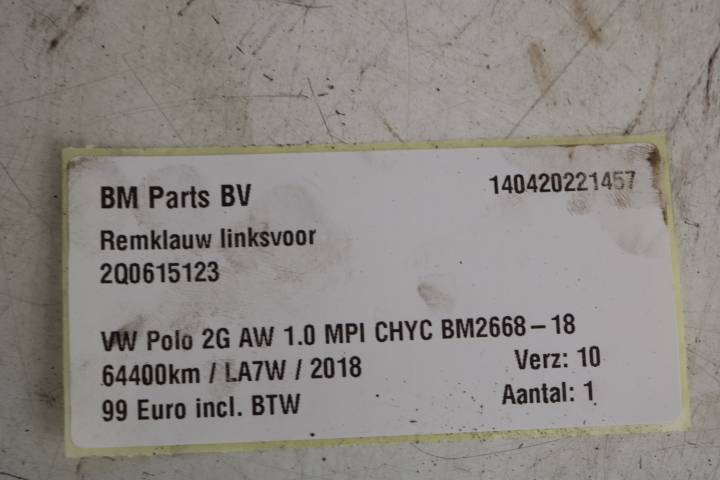 BM Parts BV 140420221457
Remklauw linksvoor
2Q0615123
VW Polo 2G AW 1.0 MPI CHYC BM2668-18
64400km / LA7W / 2018 Verz: 10
99 Euro incl. BTW Aantal: 1